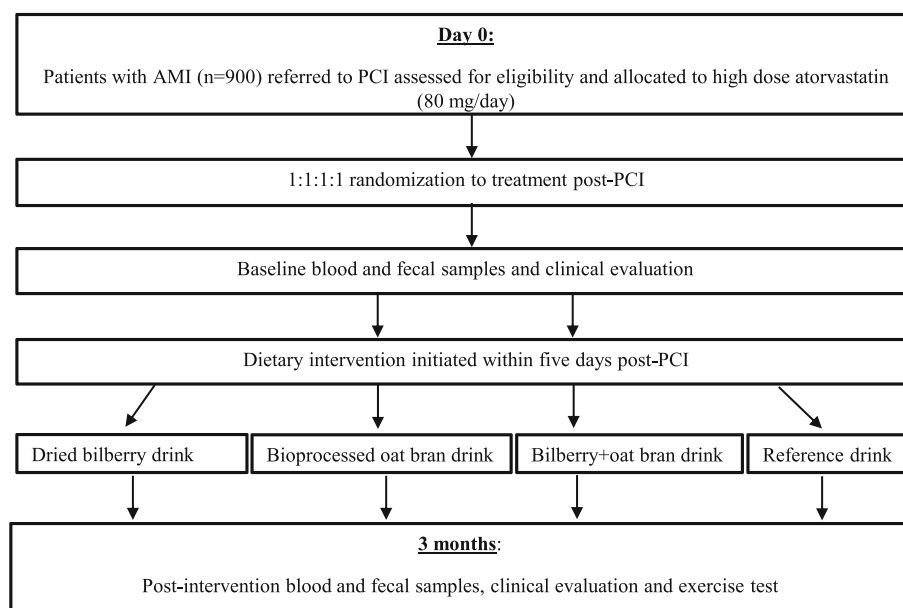 Day 0:
Patients with AMI (n=900) referred to PCI assessed for eligibility and allocated to high dose atorvastatin
(80 mg/day)
1:1:1:1 randomization to treatment post-PCI
Baseline blood and fecal samples and clinical evaluation
Dietary intervention initiated within five days post-PCI
Dried bilberry drink
Bioprocessed oat bran drink
Bilberry+oat bran drink
Reference drink
3 months:
Post-intervention blood and fecal samples, clinical evaluation and exercise test